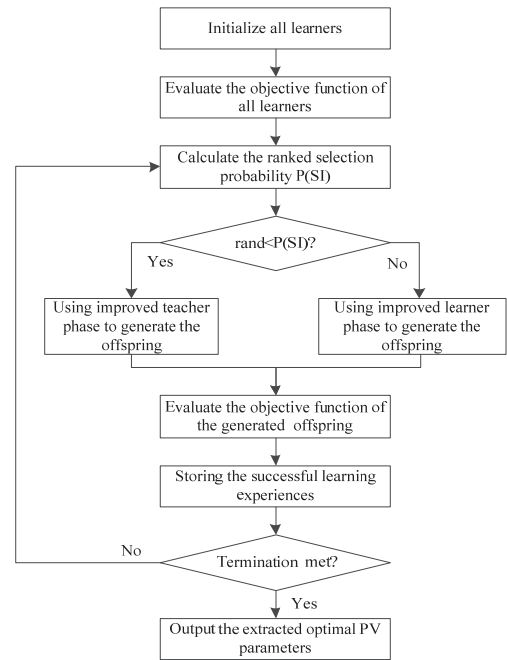 Initialize all learners
Evaluate the objective function of
all learners
Calculate the ranked selection
probability P(SI)
rand<P(SI)?
Yes
No
Using improved teacher
phase to generate the
offspring
Using improved learner
phase to generate the
offspring
Evaluate the objective function of
the generated offspring
Storing the successful learning
experiences
No
Termination met?
Yes
Output the extracted optimal PV
parameters